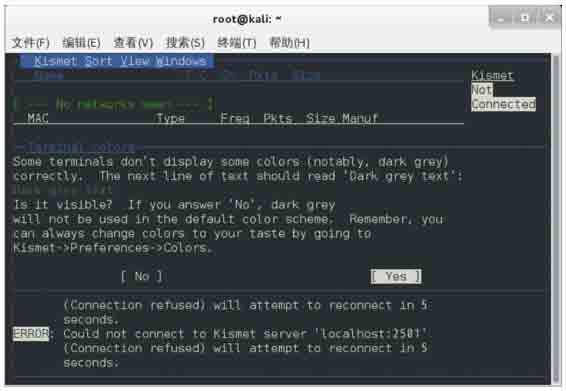 root@kali: ~
文件(F) 编辑(E) 查看(V) 搜索(S) 终端(T) 帮助(H)
Kismet Sort View Windows
Name T C Ch Pkts Size
Kismet
Not
Connected
[ --- No networks seen --- ]
MAC Type Freq Pkts Size Manuf
Terminal colors
Some terminals don't display some colors (notably, dark grey)
correctly. The next line of text should read 'Dark grey text':
Dark grey text
Is it visible? If you answer 'No', dark grey
will not be used in the default color scheme. Remember, you
can always change colors to your taste by going to
Kismet->Preferences->Colors.
[ No ] [ Yes ]
(Connection refused) will attempt to reconnect in 5
seconds.
ERROR: Could not connect to Kismet server 'localhost:2501'
(Connection refused) will attempt to reconnect in 5
seconds.